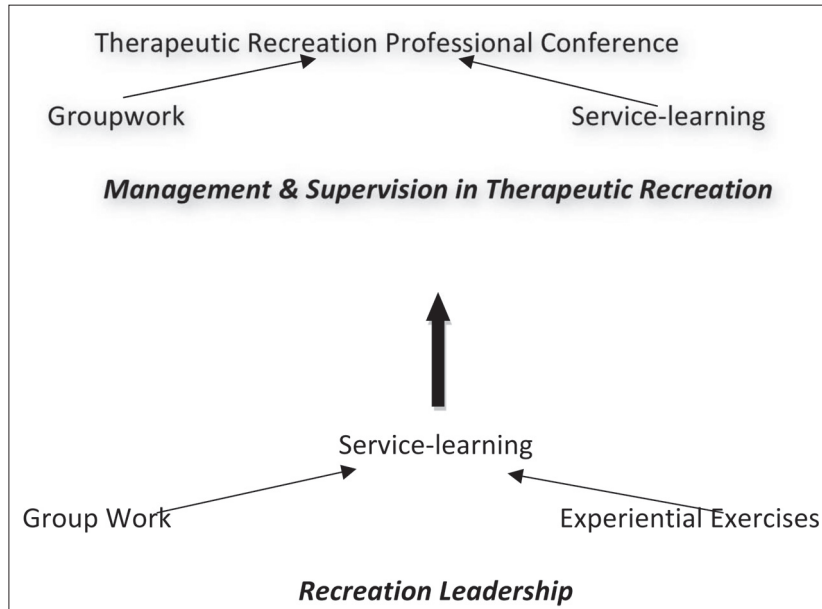 Therapeutic Recreation Professional Conference
Groupwork Service-learning
Management & Supervision in Therapeutic Recreation
Service-learning
Group Work Experiential Exercises
Recreation Leadership